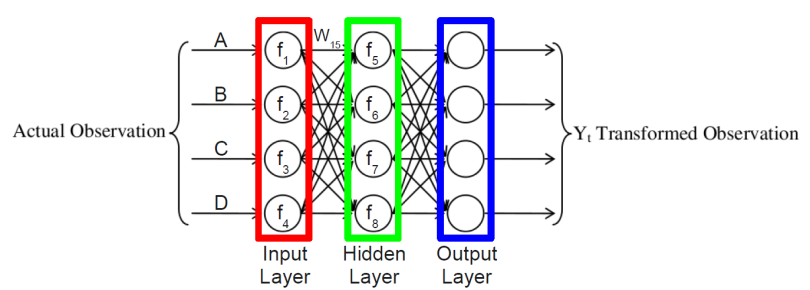 A
B
C
D
Actual Observation
f1
f2
f3
f4
W15
f5
f6
f7
f8
Yt Transformed Observation
Input
Layer
Hidden
Layer
Output
Layer